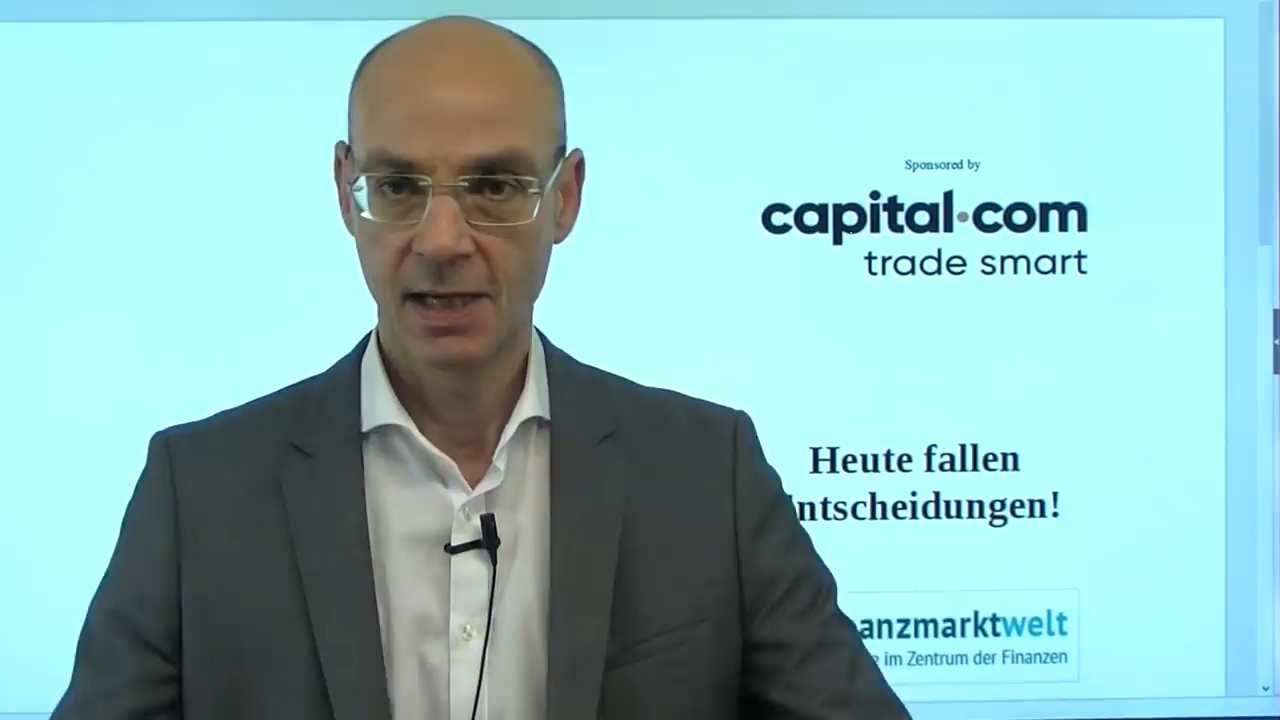 Sponsored by
capital.com
trade smart
Heute fallen
ntscheidungen!
anzmarktwelt
im Zentrum der Finanzen